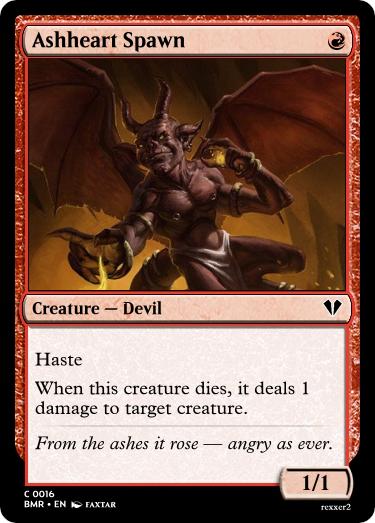 Ashheart Spawn
Creature — Devil
Haste
When this creature dies, it deals 1
damage to target creature.
From the ashes it rose — angry as ever.
1/1
C 0016
BMR • EN FAXTAR
rexxer2